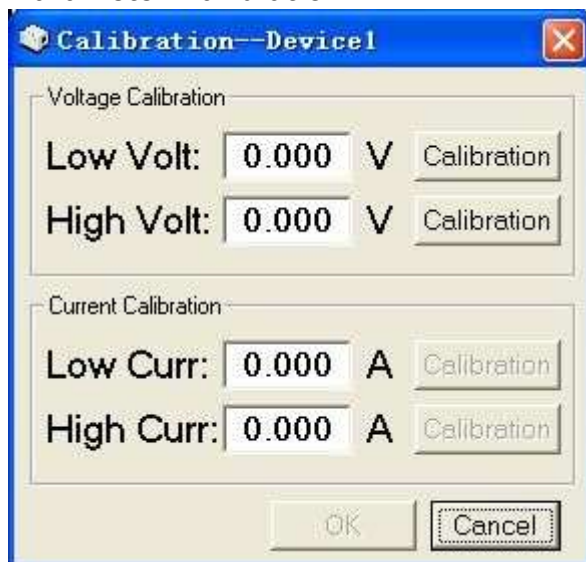 Calibration--Device1
Voltage Calibration
Low Volt: 0.000 V Calibration
High Volt: 0.000 V Calibration
Current Calibration
Low Curr: 0.000 A Calibration
High Curr: 0.000 A Calibration
OK Cancel